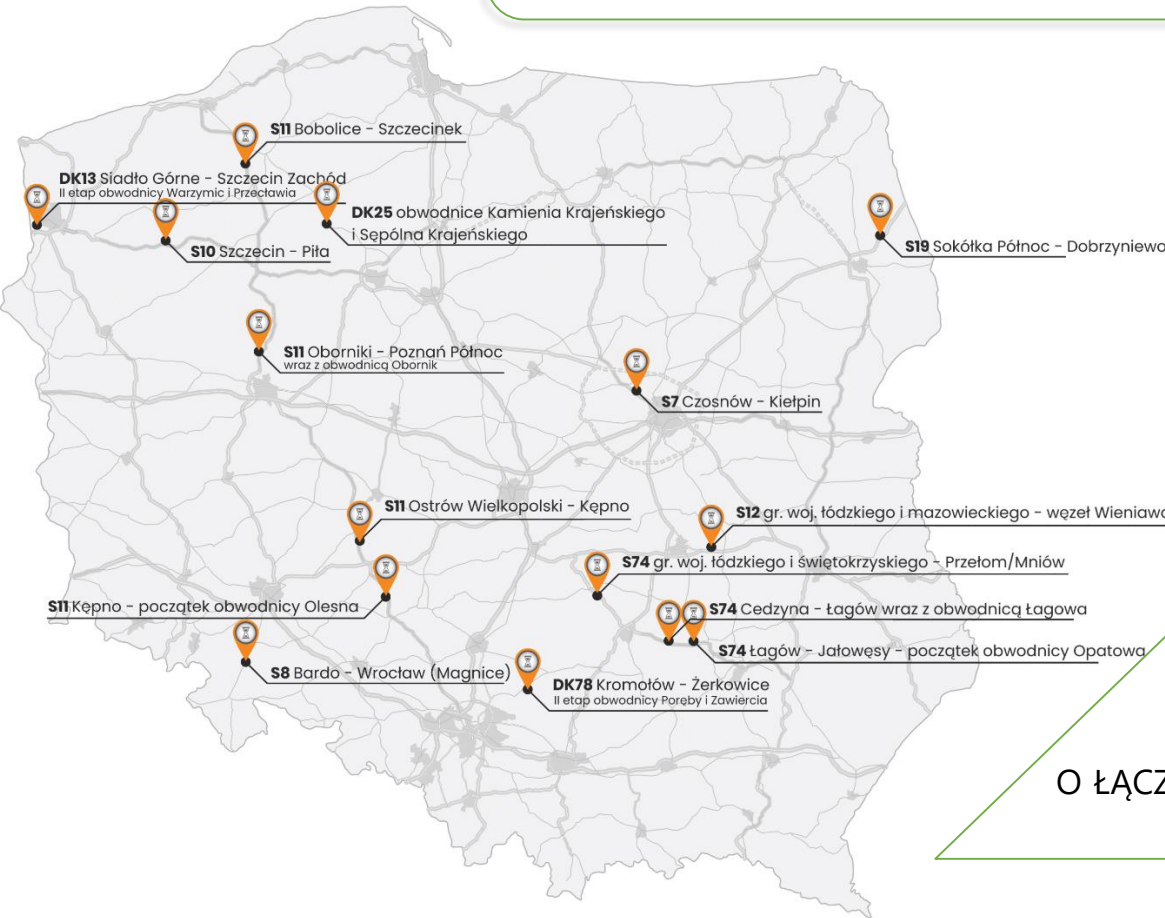 S11 Bobolice - Szczecinek
DK13 Siadło Górne - Szczecin Zachód
II etap obwodnicy Warzymic i Przecławia
DK25 obwodnice Kamienia Krajeńskiego
i Sępólna Krajeńskiego
S10 Szczecin - Piła
S19 Sokółka Północ - Dobrzyniewo
S11 Oborniki - Poznań Północ
wraz z obwodnicą Obornik
S7 Czosnów - Kiełpin
S11 Ostrów Wielkopolski - Kępno
S12 gr. woj. łódzkiego i mazowieckiego - węzeł Wieniawa
S74 gr. woj. łódzkiego i świętokrzyskiego - Przełom/Mniów
S11 Kępno - początek obwodnicy Olesna
S74 Cedzyna - Łagów wraz z obwodnicą Łagowa
S74 Łagów - Jałowęsy - początek obwodnicy Opatowa
S8 Bardo - Wrocław (Magnice)
DK78 Kromołów - Żerkowice
II etap obwodnicy Poręby i Zawiercia
O ŁĄCZ